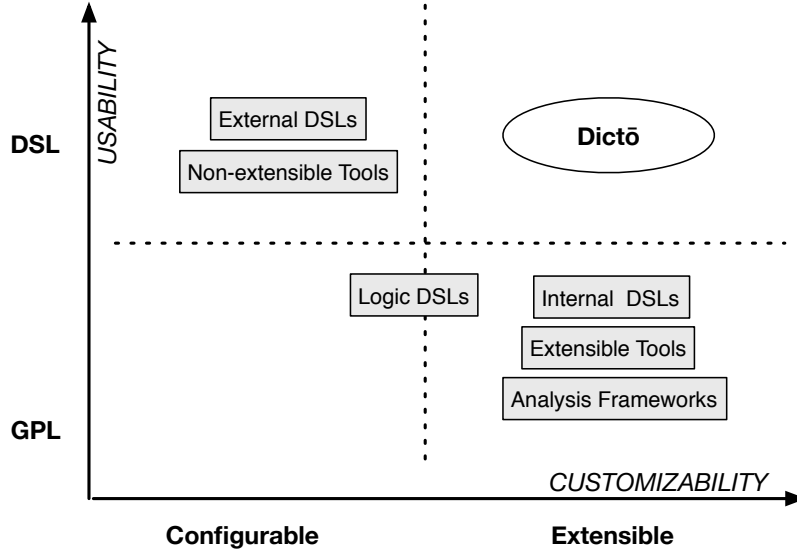 USABILITY
DSL
External DSLs
Non-extensible Tools
Dictō
Logic DSLs
Internal DSLs
Extensible Tools
Analysis Frameworks
GPL
CUSTOMIZABILITY
Configurable
Extensible